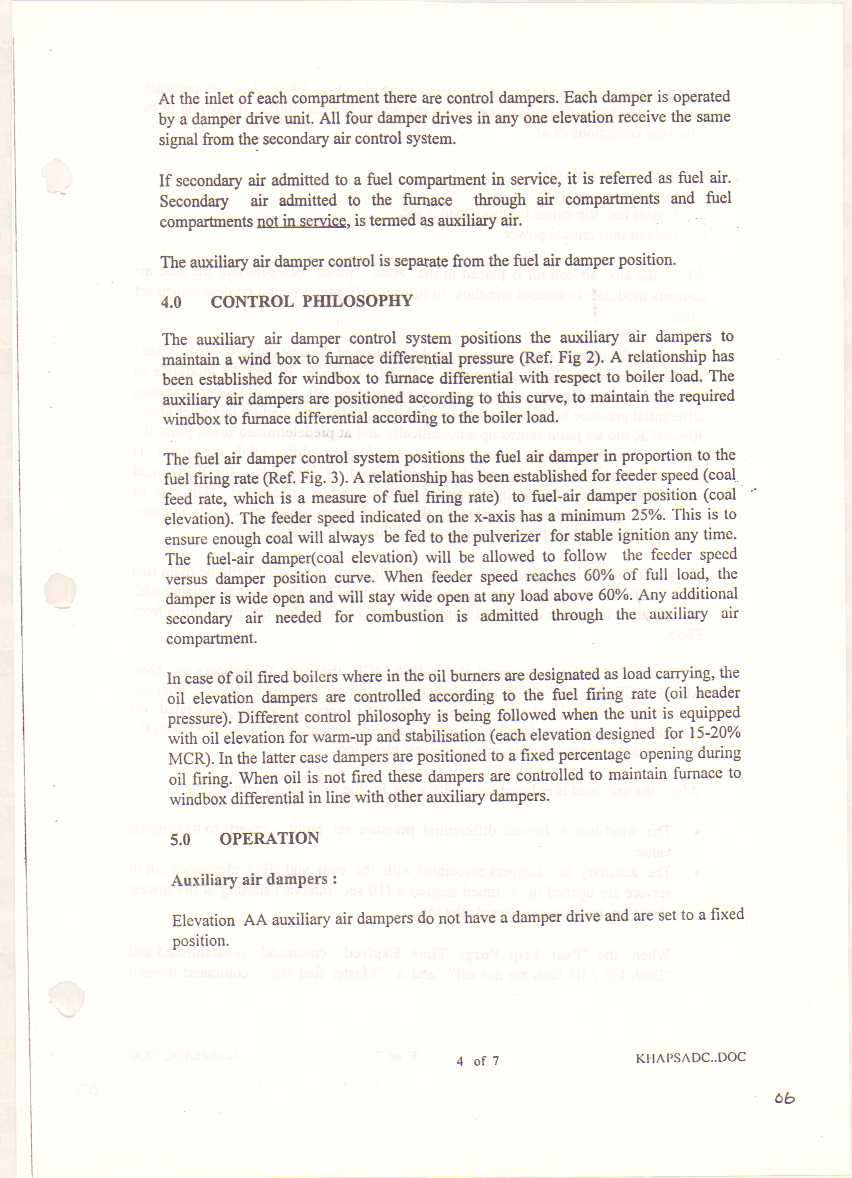 At the inlet of each compartment there are control dampers. Each damper is operated
by a damper drive unit. All four damper drives in any one elevation receive the same
signal from the secondary air control system.
If secondary air admitted to a fuel compartment in service, it is referred as fuel air.
Secondary air admitted to the furnace through air compartments and fuel
compartments not in service, is termed as auxiliary air.
The auxiliary air damper control is separate from the fuel air damper position.
4.0 CONTROL PHILOSOPHY
The auxiliary air damper control system positions the auxiliary air dampers to
maintain a wind box to furnace differential pressure (Ref. Fig 2). A relationship has
been established for windbox to furnace differential with respect to boiler load. The
auxiliary air dampers are positioned according to this curve, to maintain the required
windbox to furnace differential according to the boiler load.
The fuel air damper control system positions the fuel air damper in proportion to the
fuel firing rate (Ref. Fig. 3). A relationship has been established for feeder speed (coal
feed rate, which is a measure of fuel firing rate) to fuel-air damper position (coal
elevation). The feeder speed indicated on the x-axis has a minimum 25%. This is to
ensure enough coal will always be fed to the pulverizer for stable ignition any time.
The fuel-air damper(coal elevation) will be allowed to follow the feeder speed
versus damper position curve. When feeder speed reaches 60% of full load, the
damper is wide open and will stay wide open at any load above 60%. Any additional
secondary air needed for combustion is admitted through the auxiliary air
compartment.
In case of oil fired boilers where in the oil burners are designated as load carrying, the
oil elevation dampers are controlled according to the fuel firing rate (oil header
pressure). Different control philosophy is being followed when the unit is equipped
with oil elevation for warm-up and stabilisation (each elevation designed for 15-20%
MCR). In the latter case dampers are positioned to a fixed percentage opening during
oil firing. When oil is not fired these dampers are controlled to maintain furnace to
windbox differential in line with other auxiliary dampers.
5.0 OPERATION
Auxiliary air dampers :
Elevation AA auxiliary air dampers do not have a damper drive and are set to a fixed
position.
4 of 7 KHAPSADC..DOC
06